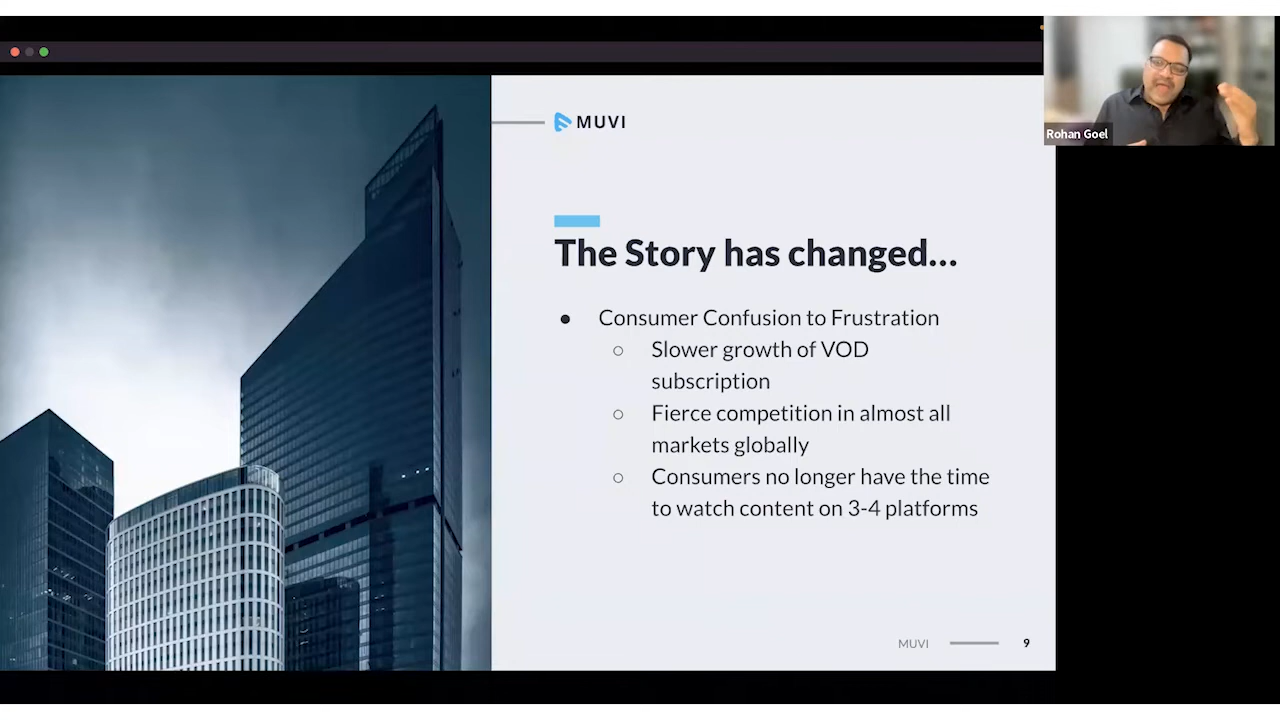 Rohan Goel
MUVI
The Story has changed...
● Consumer Confusion to Frustration
○ Slower growth of VOD
subscription
○ Fierce competition in almost all
markets globally
○ Consumers no longer have the time
to watch content on 3-4 platforms
MUVI 9